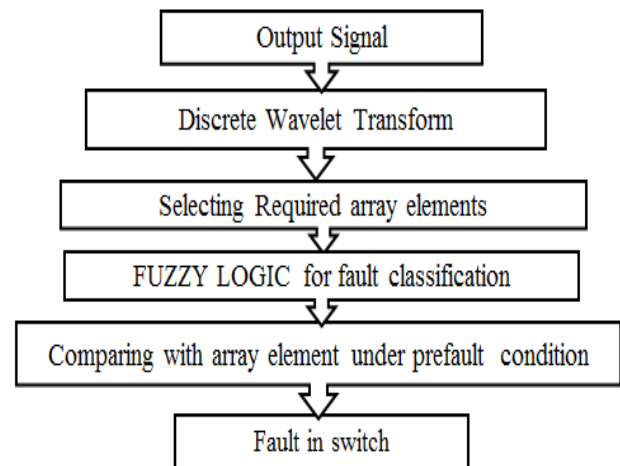 Output Signal
Discrete Wavelet Transform
Selecting Required array elements
FUZZY LOGIC for fault classification
Comparing with array element under prefault condition
Fault in switch